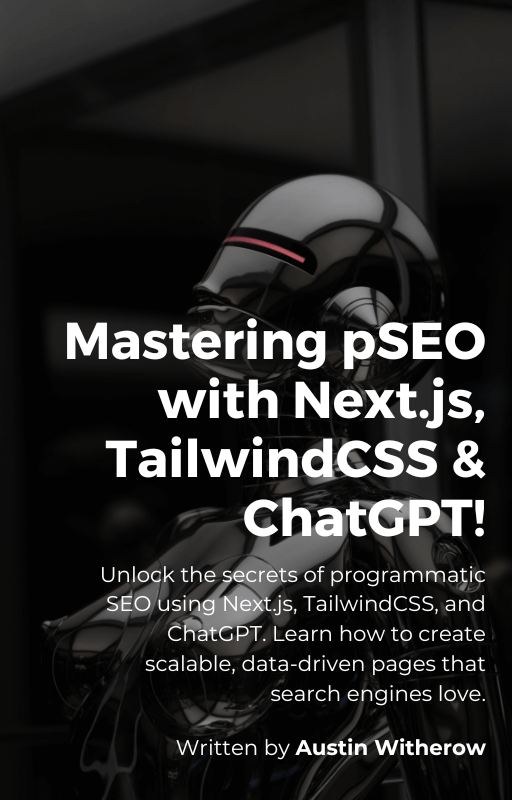 Mastering pSEO
with Next.js,
TailwindCSS &
ChatGPT!
Unlock the secrets of programmatic
SEO using Next.js, TailwindCSS, and
ChatGPT. Learn how to create
scalable, data-driven pages that
search engines love.
Written by Austin Witherow